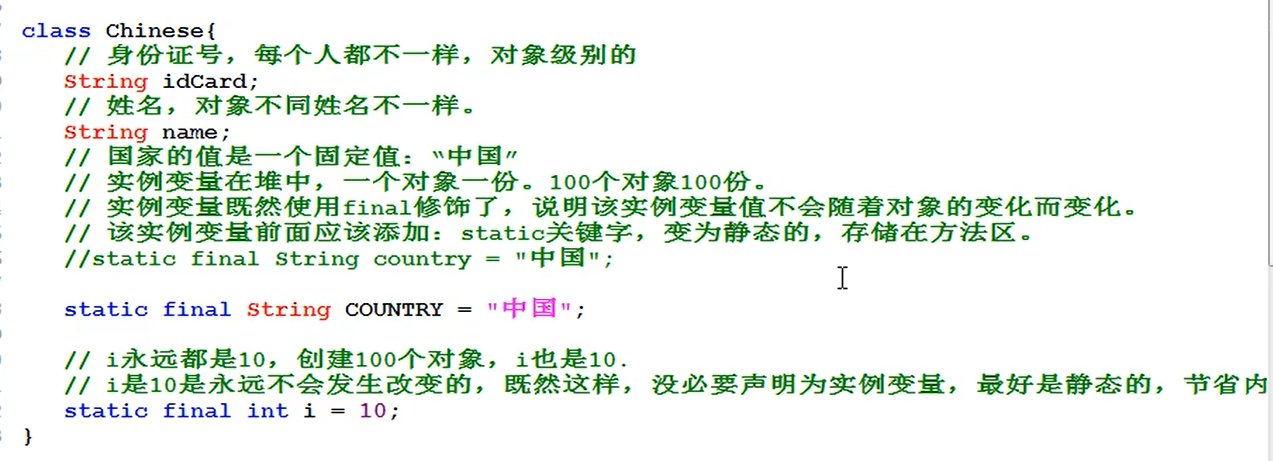 class Chinese{
// 身份证号，每个人都不一样，对象级别的
String idCard;
// 姓名，对象不同姓名不一样。
String name;
// 国家的值是一个固定值：“中国”
// 实例变量在堆中，一个对象一份。100个对象100份。
// 实例变量既然使用final修饰了，说明该实例变量值不会随着对象的变化而变化。
// 该实例变量前面应该添加：static关键字，变为静态的，存储在方法区。
//static final String country = "中国";
static final String COUNTRY = "中国";
// i永远都是10，创建100个对象，i也是10.
// i是10是永远不会发生改变的，既然这样，没必要声明为实例变量，最好是静态的，节省内
static final int i = 10;
}